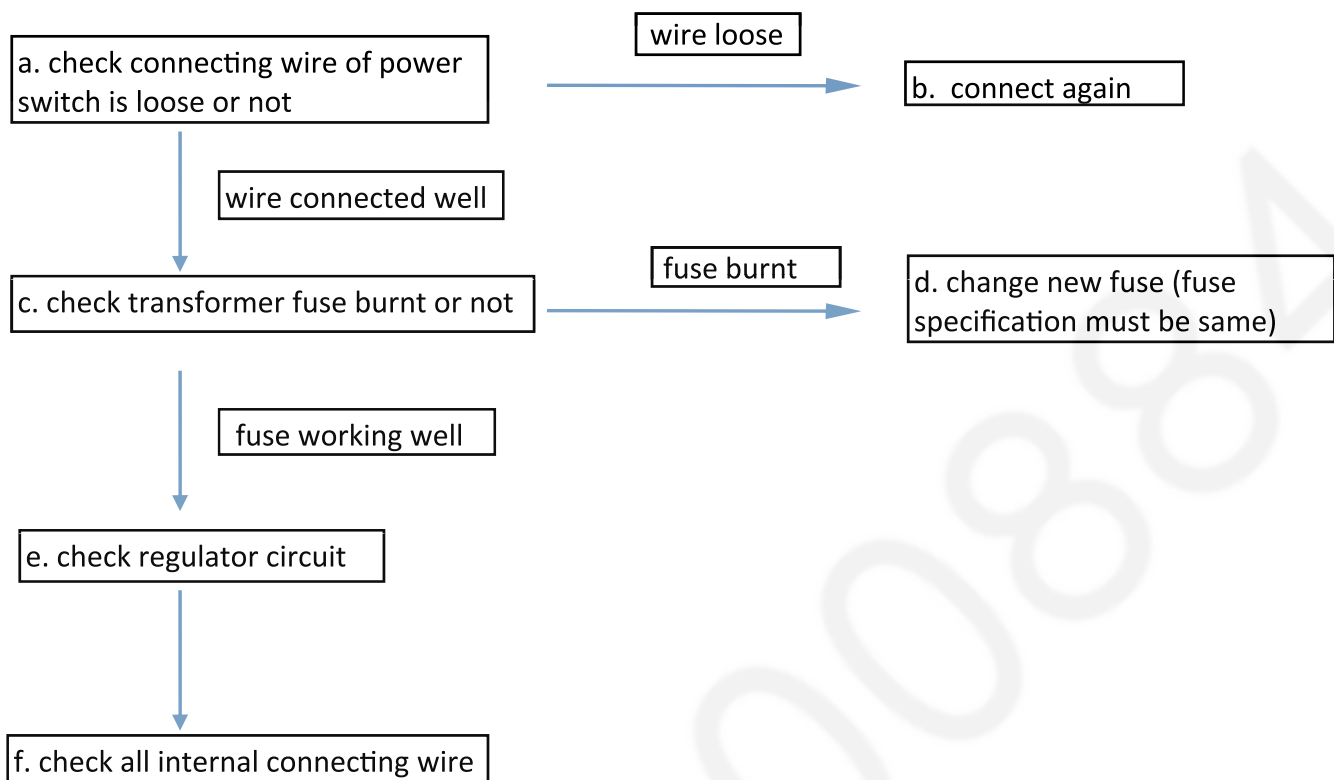 wire loose
a. check connecting wire of power
switch is loose or not
b. connect again
wire connected well
fuse burnt
c. check transformer fuse burnt or not
d. change new fuse (fuse
specification must be same)
fuse working well
e. check regulator circuit
f. check all internal connecting wire
00884